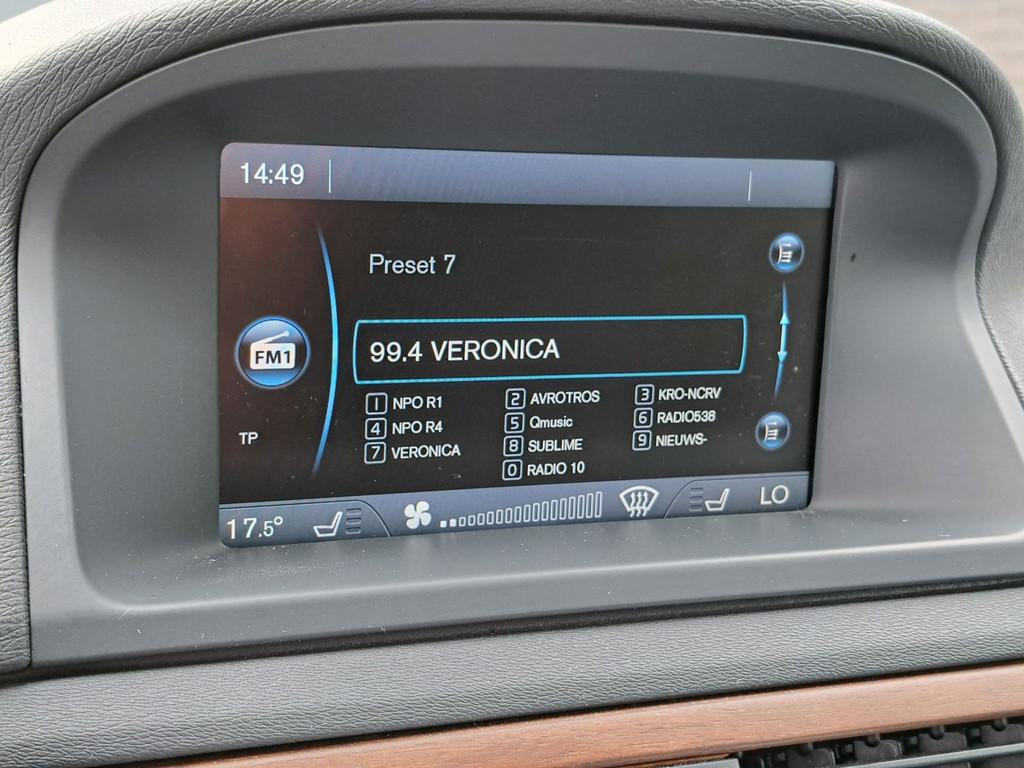 14:49
Preset 7
FM1
99.4 VERONICA
1 NPO R1 2 AVROTROS 3 KRO-NCRV
4 NPO R4 5 Qmusic 6 RADIO538
7 VERONICA 8 SUBLIME 9 NIEUWS-
0 RADIO 10
TP
17.5° LO